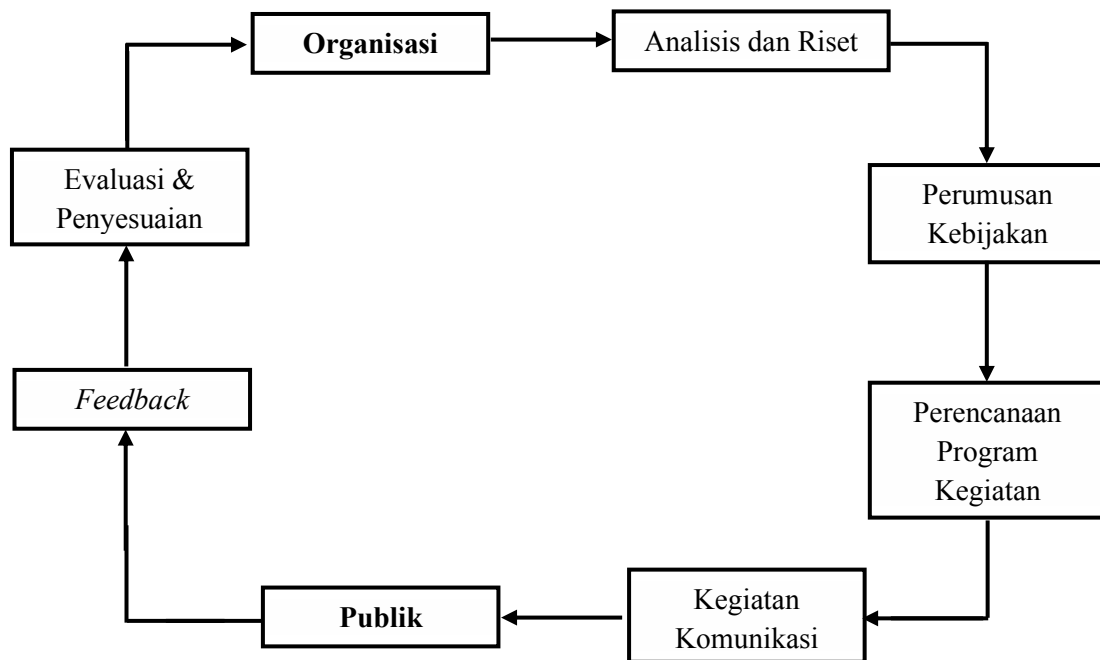 Organisasi
Analisis dan Riset
Evaluasi &
Penyesuaian
Perumusan
Kebijakan
Feedback
Perencanaan
Program
Kegiatan
Publik
Kegiatan
Komunikasi